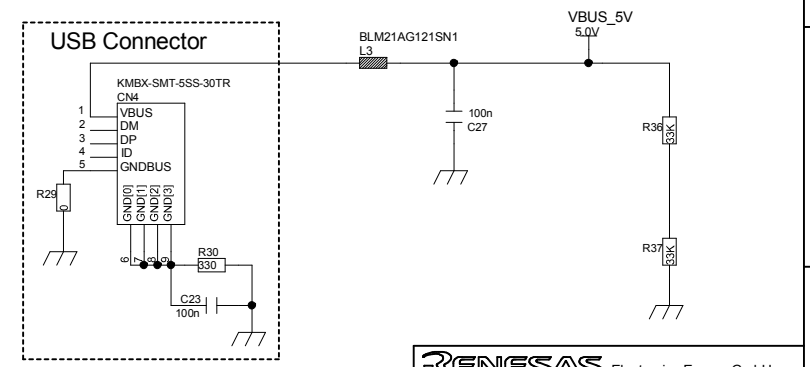 USB Connector
KMBX-SMT-5SS-30TR
CN4
1 VBUS
2 DM
3 DP
4 ID
5 GNDBUS
GND[0] GND[1] GND[2] GND[3]
6 7 8 9
R29
0
R30
330
C23
100n
BLM21AG121SN1
L3
100n
C27
VBUS_5V
5.0V
R36
33K
R37
33K
RENESAS